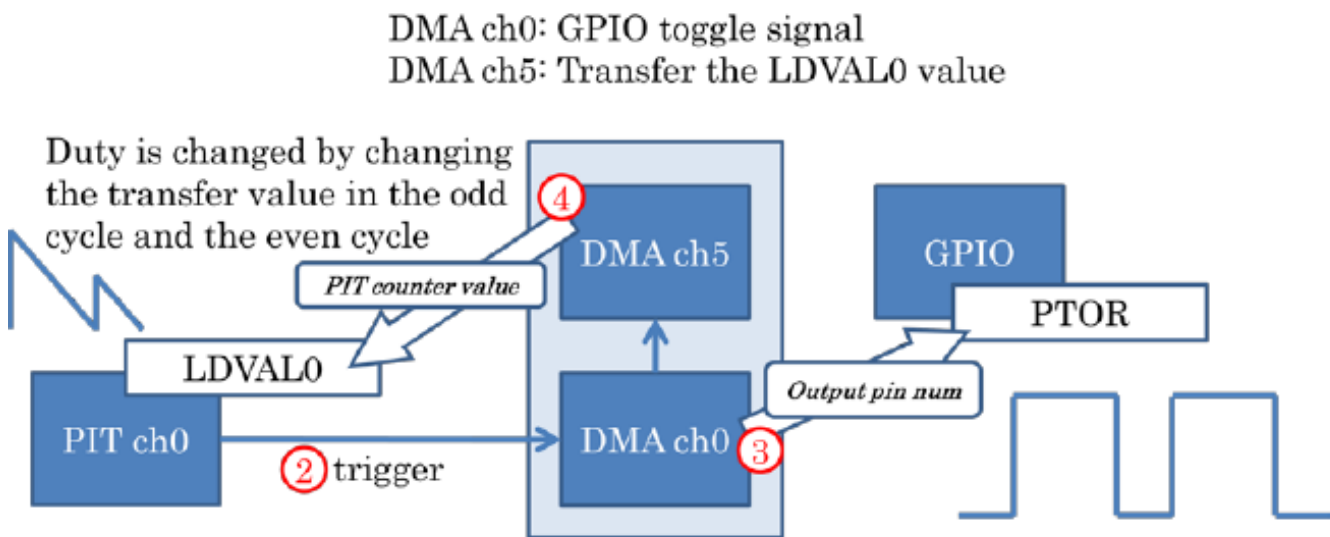 DMA ch0: GPIO toggle signal
DMA ch5: Transfer the LDVAL0 value
Duty is changed by changing
the transfer value in the odd
cycle and the even cycle
4
DMA ch5
GPIO
PIT counter value
PTOR
LDVAL0
Output pin num
PIT ch0
DMA ch0
3
2 trigger